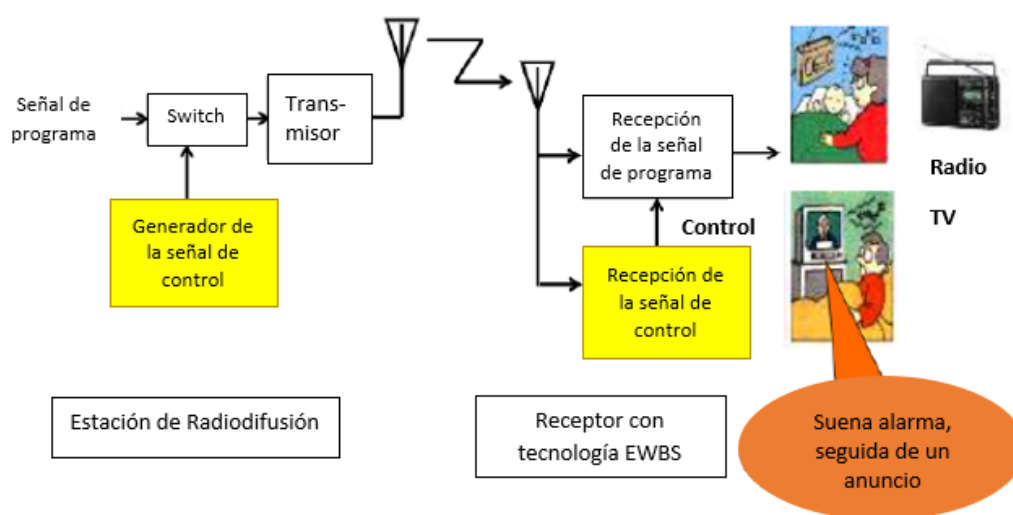 Señal de
programa
Switch
Trans-
misor
Generador de
la señal de
control
Recepción
de la señal
de programa
Control
Recepción de
la señal de
control
Radio
TV
Estación de Radiodifusión
Receptor con
tecnología EWBS
Suena alarma,
seguida de un
anuncio